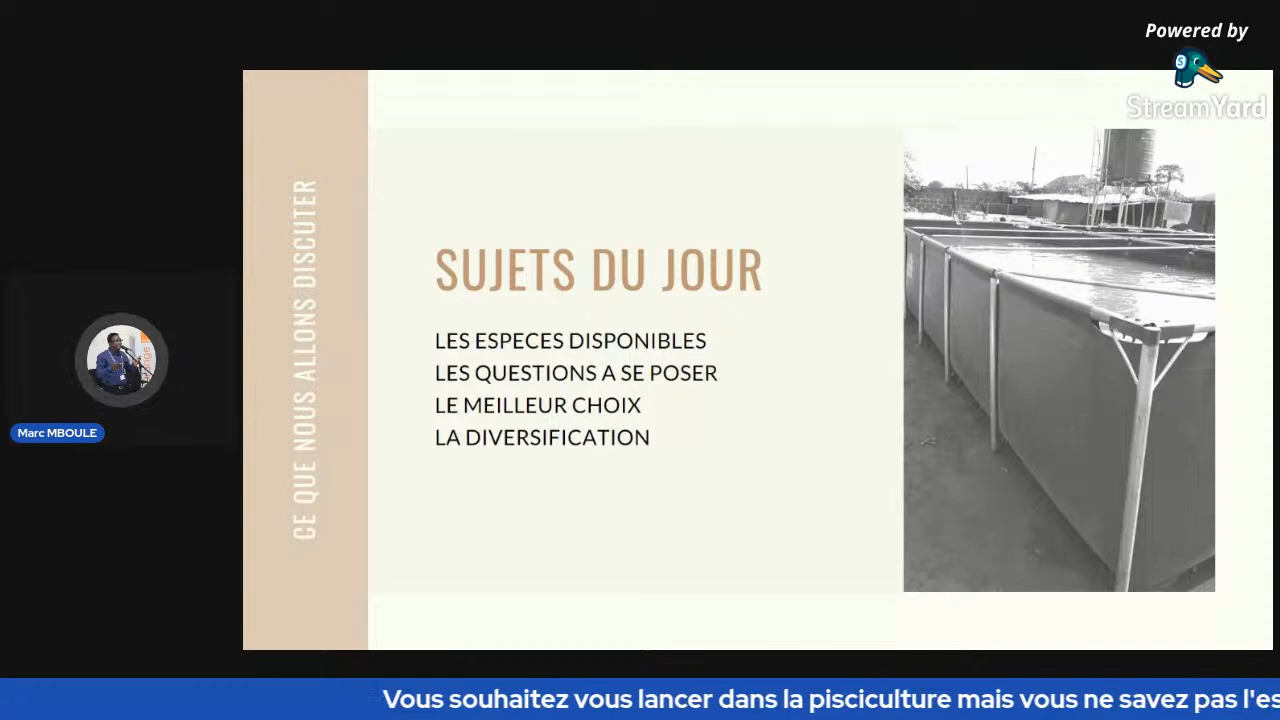 Powered by
StreamYard
CE QUE NOUS ALLONS DISCUTER
SUJETS DU JOUR
LES ESPECES DISPONIBLES
LES QUESTIONS A SE POSER
LE MEILLEUR CHOIX
LA DIVERSIFICATION
Marc MBOULE
Vous souhaitez vous lancer dans la pisciculture mais vous ne savez pas l'es